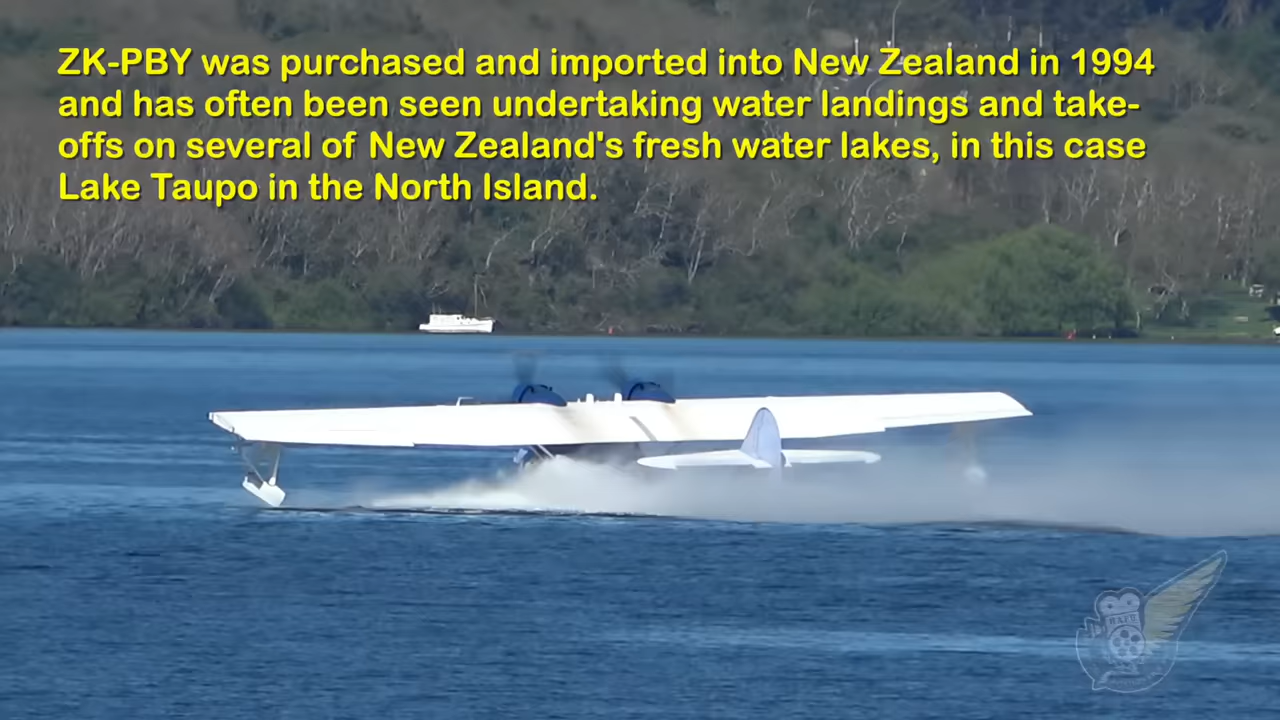 ZK-PBY was purchased and imported into New Zealand in 1994
and has often been seen undertaking water landings and take-
offs on several of New Zealand's fresh water lakes, in this case
Lake Taupo in the North Island.